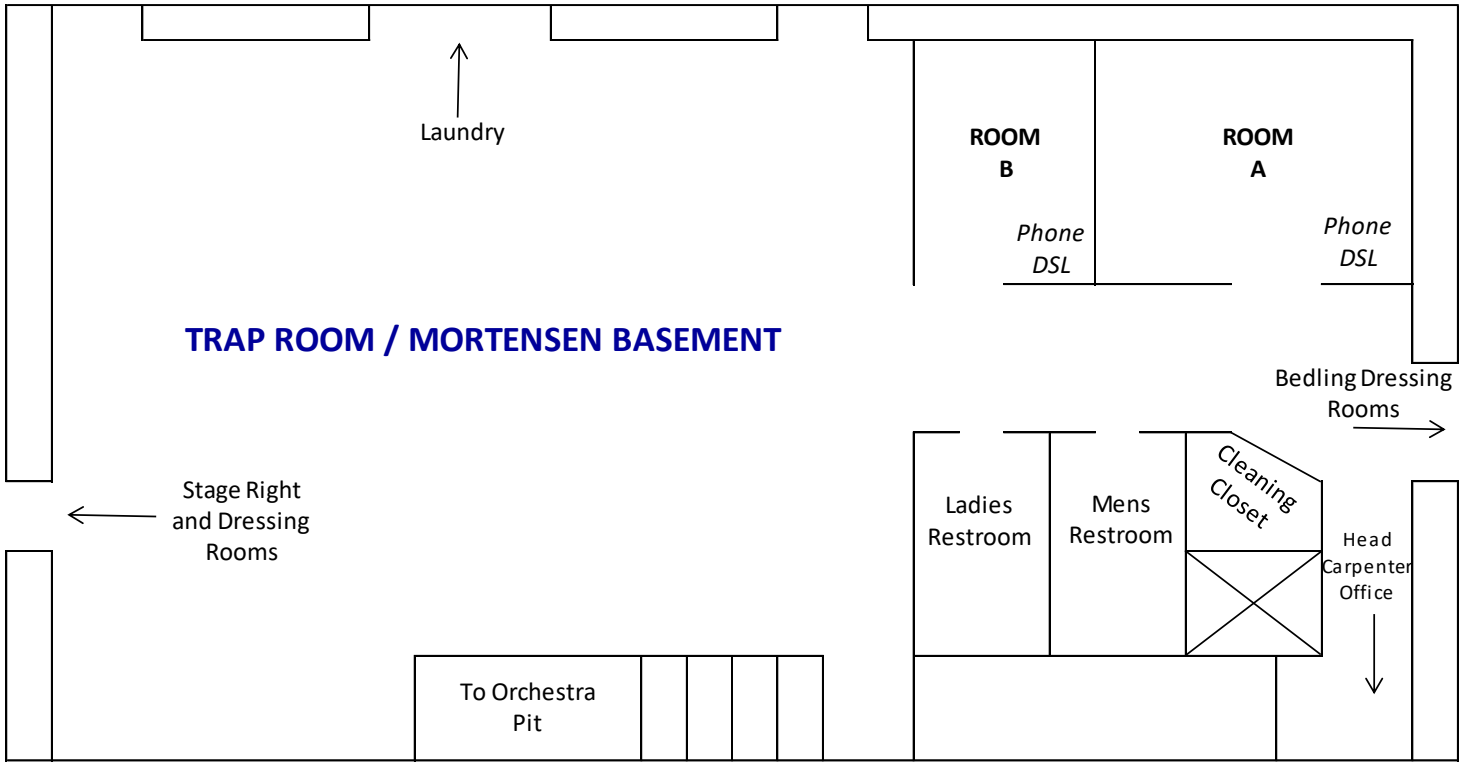 Laundry
ROOM
B
ROOM
A
Phone
DSL
Phone
DSL
TRAP ROOM / MORTENSEN BASEMENT
Bedling Dressing
Rooms
Stage Right
and Dressing
Rooms
Ladies
Restroom
Mens
Restroom
Cleaning
Closet
Head
Carpenter
Office
To Orchestra
Pit